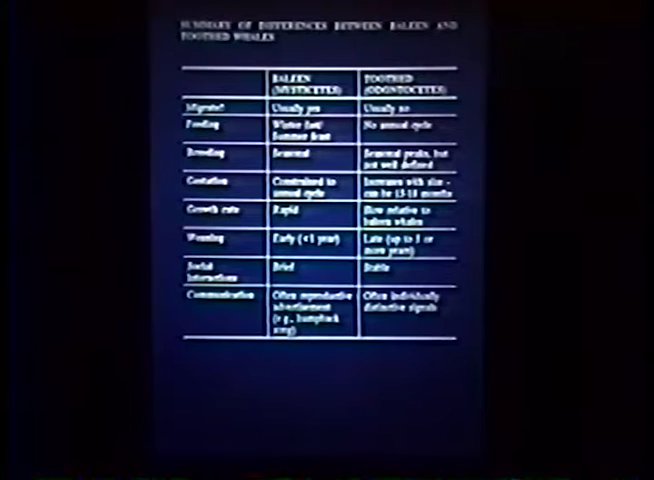 SUMMARY OF DIFFERENCES BETWEEN BALEEN AND
TOOTHED WHALES
BALEEN
(MYSTICETES)
TOOTHED
(ODONTOCETES)
Migrate?
Usually yes
Usually no
Feeding
Winter fast/
Summer feast
No annual cycle
Breeding
Seasonal
Seasonal peaks, but
not well defined
Gestation
Constrained to
annual cycle
Increases with size -
can be 15-18 months
Growth rate
Rapid
Slow relative to
baleen whales
Weaning
Early (<1 year)
Late (up to 3 or
more years)
Social
Interactions
Brief
Stable
Communication
Often reproductive
advertisement
(e.g., humpback
song)
Often individually
distinctive signals